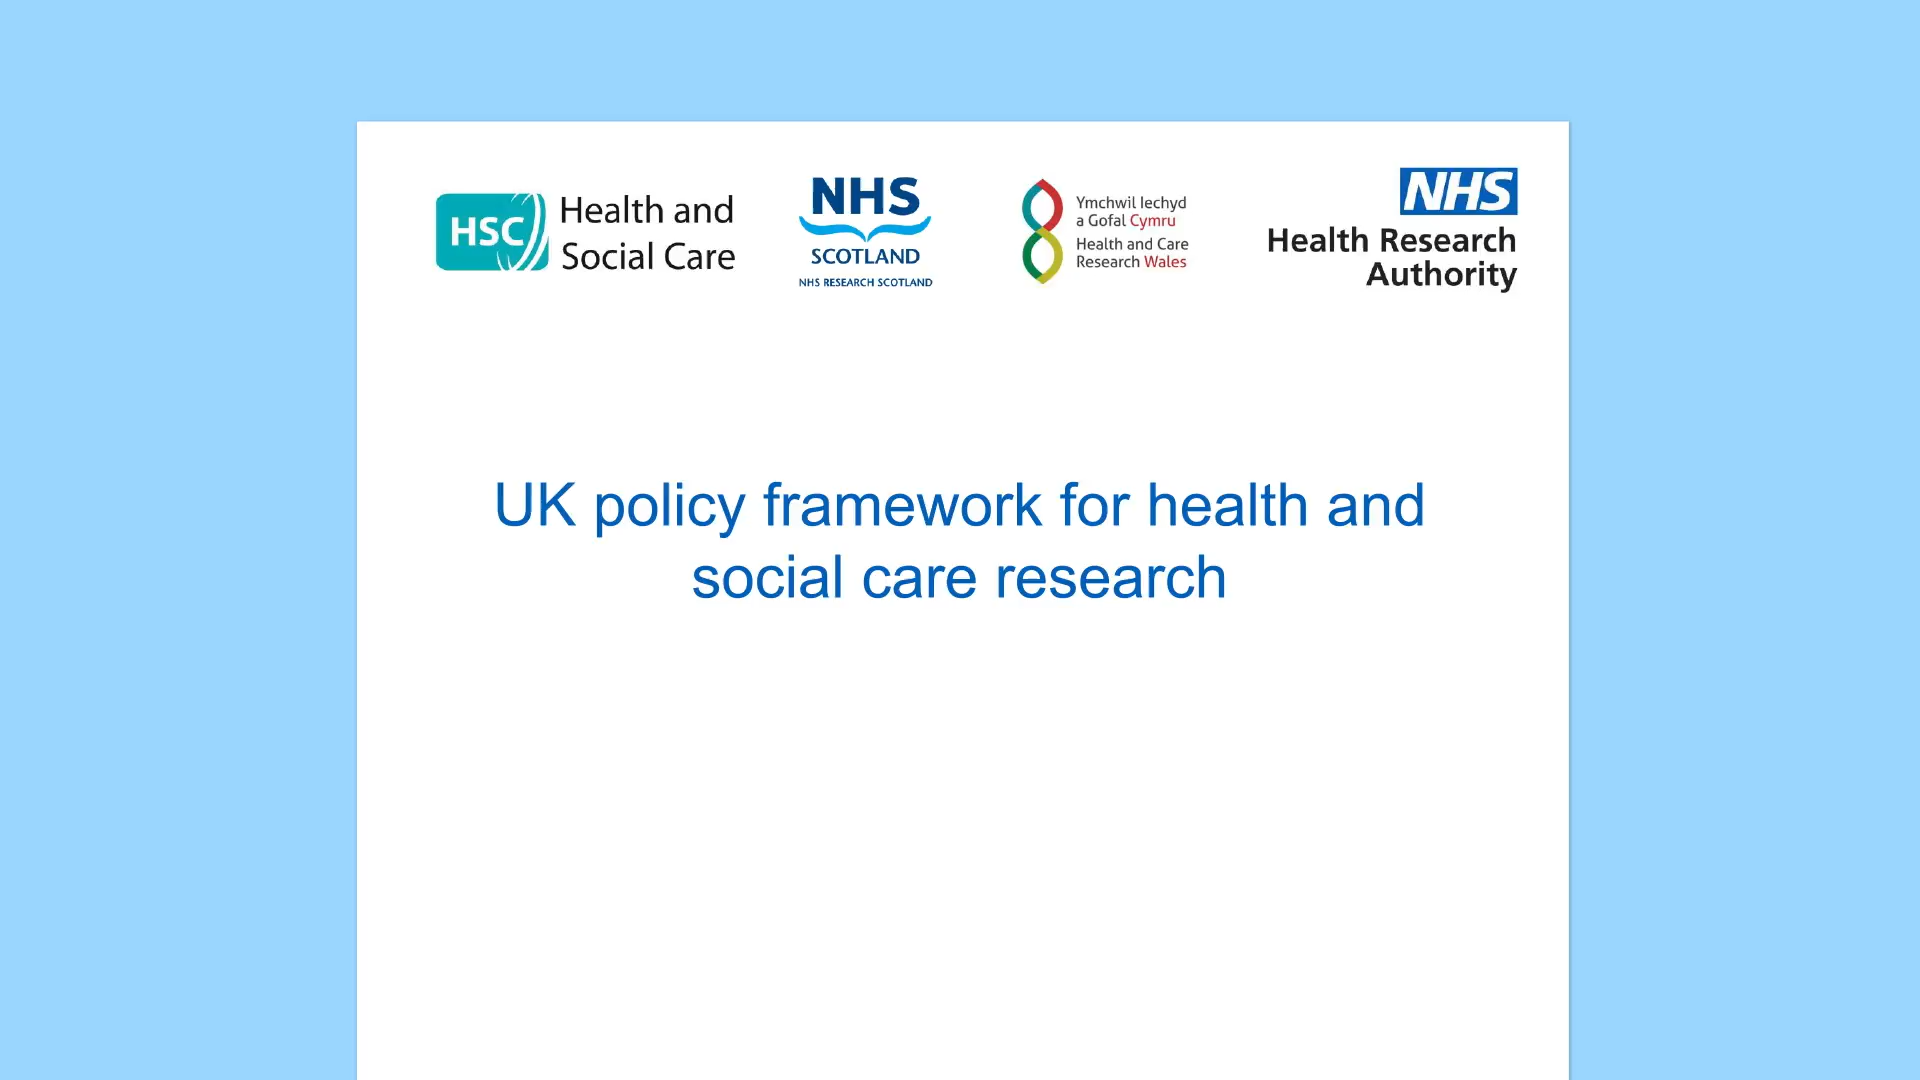 HSC
Health and
Social Care
NHS
SCOTLAND
NHS RESEARCH SCOTLAND
Ymchwil Iechyd
a Gofal Cymru
Health and Care
Research Wales
NHS
Health Research
Authority
UK policy framework for health and
social care research